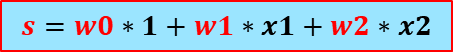 s = w0 * 1 + w1 * x1 + w2 * x2